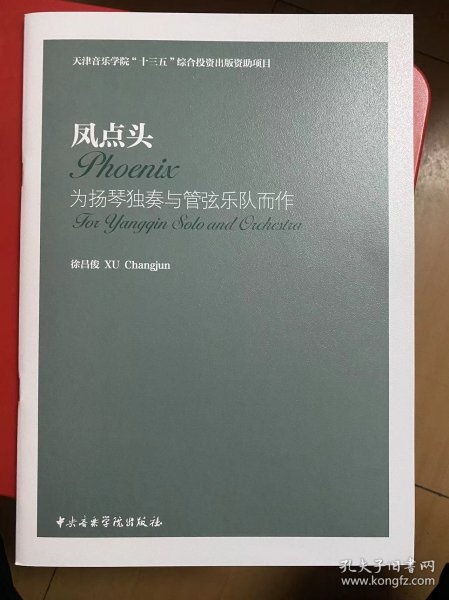 天津音乐学院“十三五”综合投资出版资助项目
凤点头
Phoenix
为扬琴独奏与管弦乐队而作
For Yangqin Solo and Orchestra
徐昌俊 XU Changjun
中央音乐学院出版社
孔夫子旧书网
www.kongfz.com